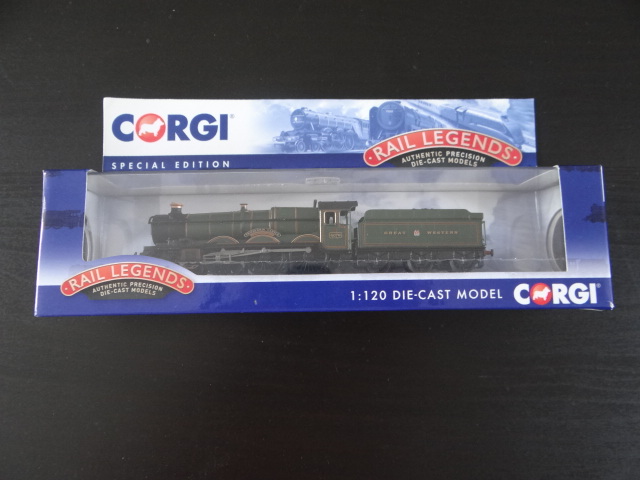 CORGI
SPECIAL EDITION
RAIL LEGENDS
AUTHENTIC PRECISION
DIE-CAST MODELS
GREAT WESTERN
RAIL LEGENDS
AUTHENTIC PRECISION
DIE-CAST MODELS
1:120 DIE-CAST MODEL
CORGI